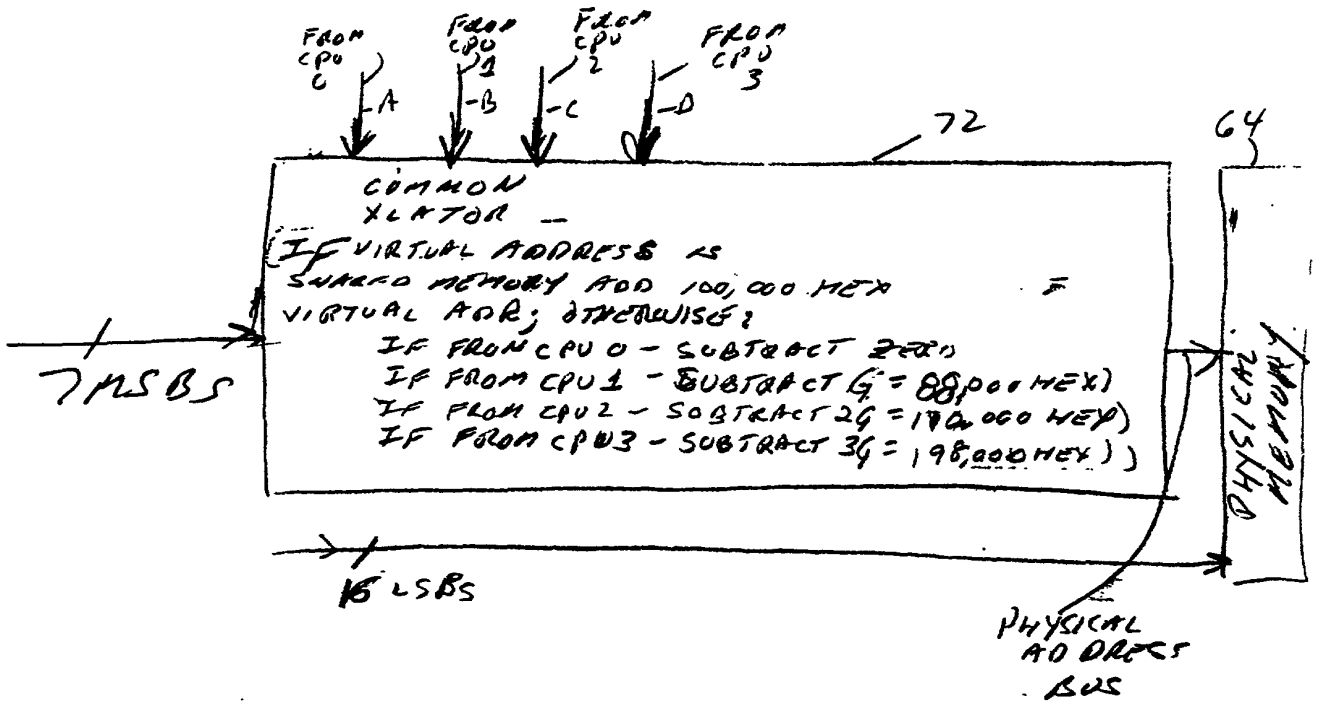 FROM CPU 0
FROM CPU 1
FROM CPU 2
FROM CPU 3
A
B
C
D
72
64
COMMON
XLATOR —
(IF VIRTUAL ADDRESS IS
SHARED MEMORY ADD 100,000 HEX =
VIRTUAL ADR; OTHERWISE:
IF FROM CPU 0 - SUBTRACT ZERO
IF FROM CPU 1 - SUBTRACT G = 88,000 HEX)
IF FROM CPU 2 - SUBTRACT 2G = 110,000 HEX)
IF FROM CPU 3 - SUBTRACT 3G = 198,000 HEX))
7 MSBS
16 LSBS
PHYSICAL
MEMORY
PHYSICAL
ADDRESS
BUS